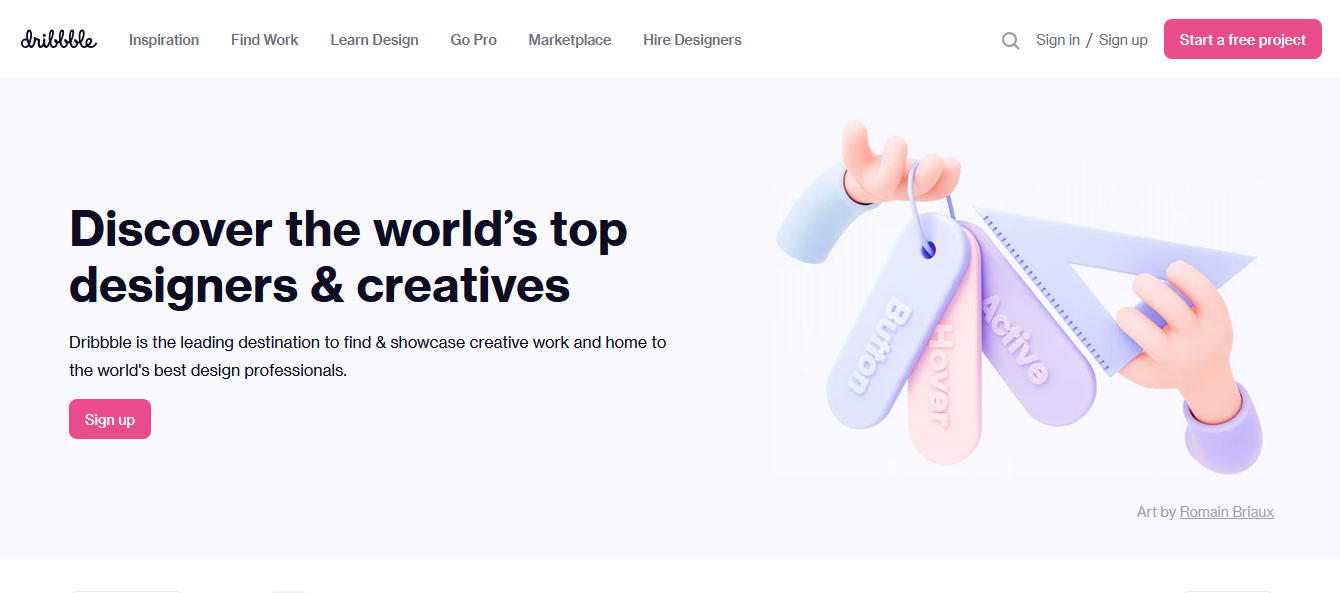 dribbble
Inspiration
Find Work
Learn Design
Go Pro
Marketplace
Hire Designers
Sign in / Sign up
Start a free project
Discover the world’s top
designers & creatives
Dribbble is the leading destination to find & showcase creative work and home to
the world's best design professionals.
Sign up
Button
Hover
Active
Art by Romain Briaux